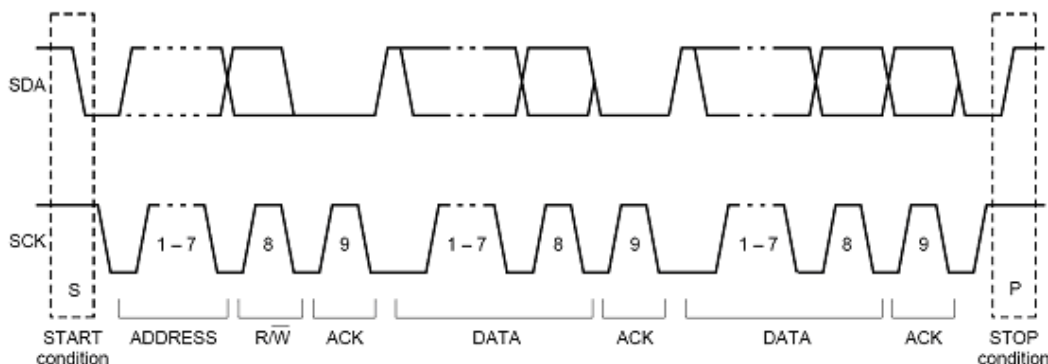 SDA
SCK
1 – 7 8 9 1 – 7 8 9 1 – 7 8 9
S P
START ADDRESS R/W̅ ACK DATA ACK DATA ACK STOP
condition condition